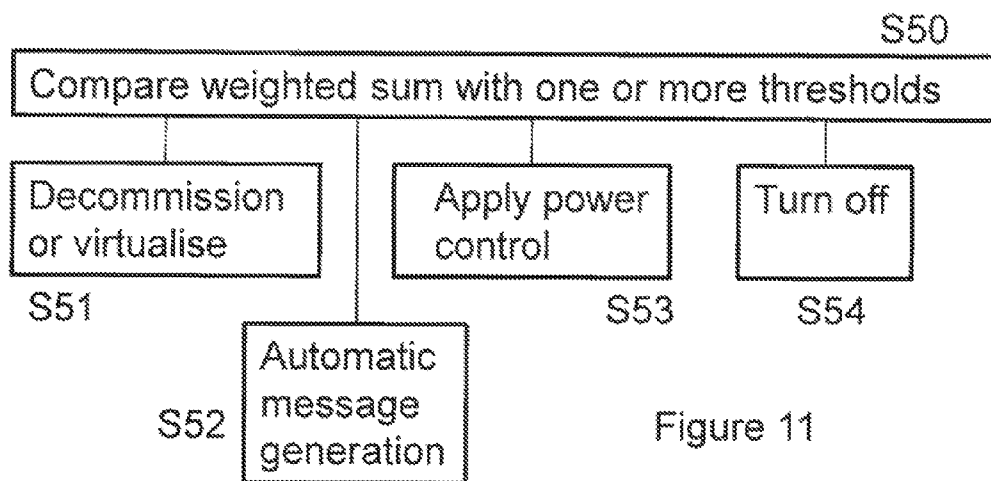 S50
Compare weighted sum with one or more thresholds
Decommission
or virtualise
Apply power
control
Turn off
S51
S53
S54
Automatic
message
generation
S52
Figure 11